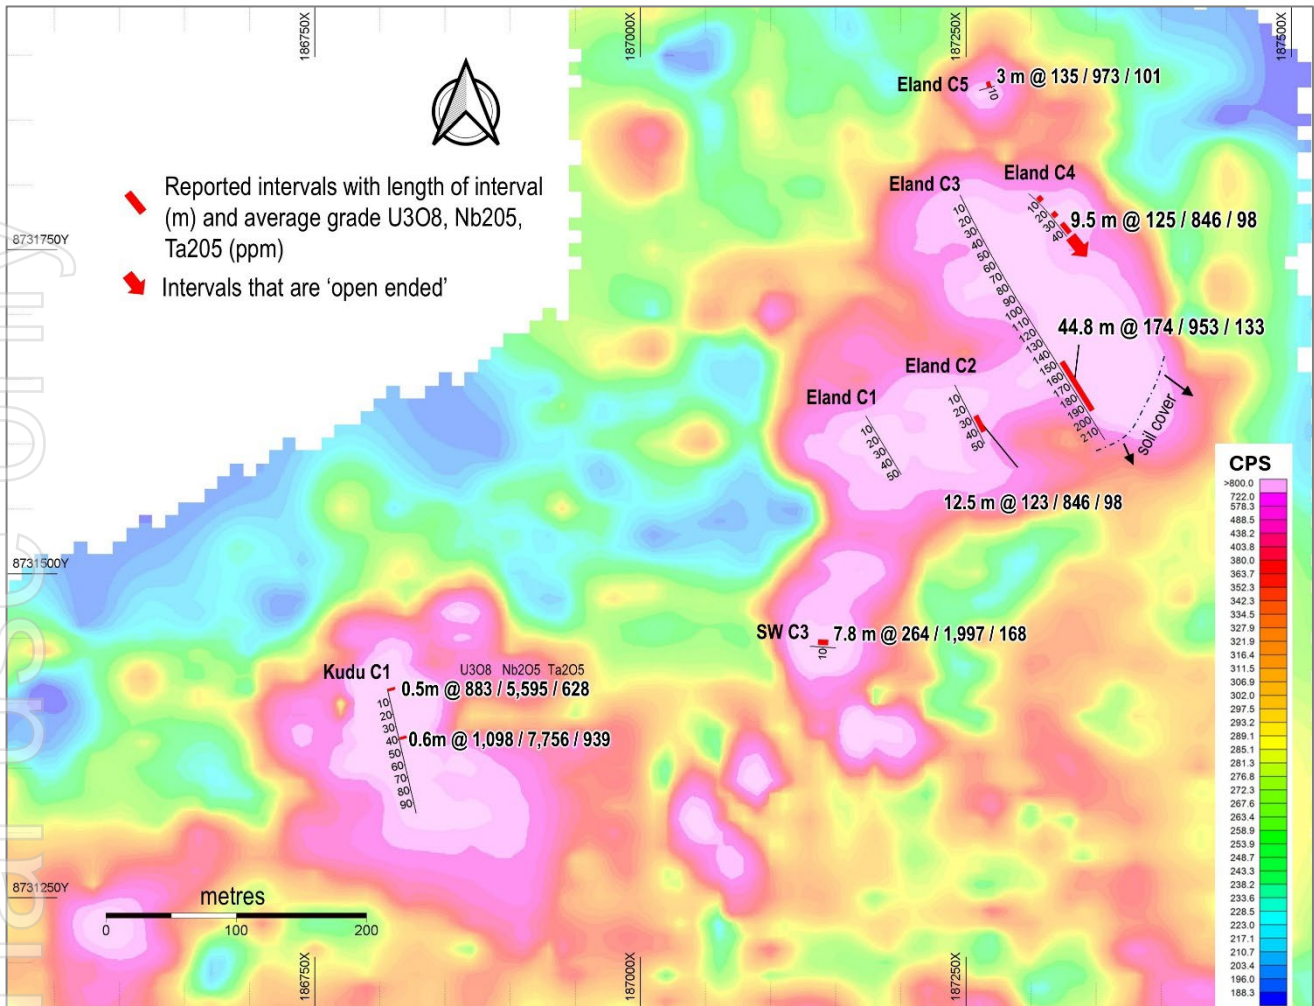 186750X
187000X
187250X
187500X
Eland C5
3 m @ 135 / 973 / 101
10
Reported intervals with length of interval
(m) and average grade U3O8, Nb205,
Ta205 (ppm)
Intervals that are 'open ended'
Eland C3
Eland C4
10
20
30
40
9.5 m @ 125 / 846 / 98
8731750Y
10
20
30
40
50
60
70
80
90
100
110
120
130
140
150
160
170
180
190
200
210
44.8 m @ 174 / 953 / 133
soil cover
Eland C2
10
20
30
40
50
12.5 m @ 123 / 846 / 98
Eland C1
10
20
30
40
50
8731500Y
SW C3
7.8 m @ 264 / 1,997 / 168
10
Kudu C1
U3O8 Nb2O5 Ta2O5
0.5m @ 883 / 5,595 / 628
0.6m @ 1,098 / 7,756 / 939
10
20
30
40
50
60
70
80
90
8731250Y
metres
0 100 200
186750X
187000X
187250X
CPS
>800.0
722.0
578.3
488.5
438.2
403.8
380.0
363.7
352.3
342.3
334.5
327.9
321.9
316.4
311.5
306.9
302.0
297.5
293.2
289.1
285.1
281.3
276.8
272.3
267.6
263.4
258.9
253.9
248.7
243.3
238.2
233.6
228.5
223.0
217.1
210.7
203.4
196.0
188.3